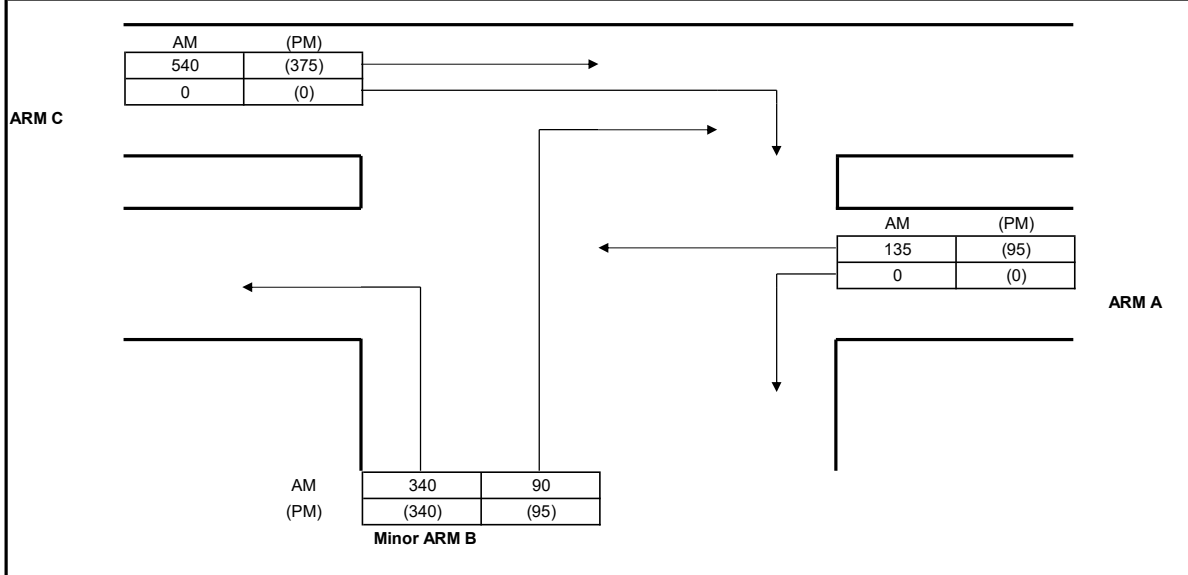 AM (PM)
540 (375)
0 (0)
ARM C
AM (PM)
135 (95)
0 (0)
ARM A
AM 340 90
(PM) (340) (95)
Minor ARM B